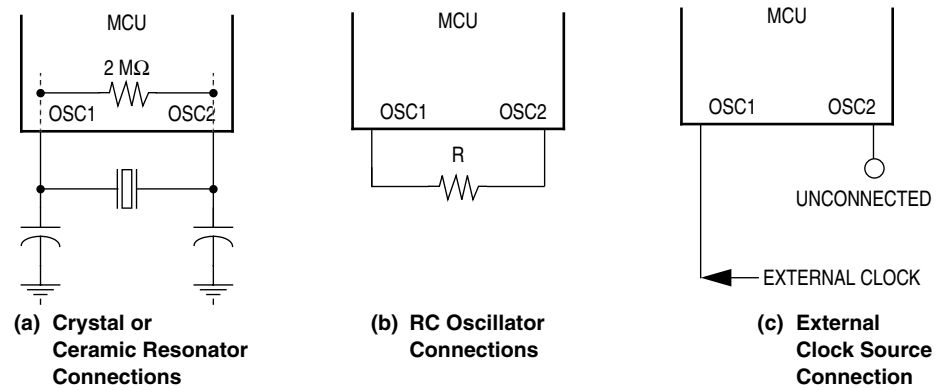 MCU
2 MΩ
OSC1
OSC2
(a) Crystal or
Ceramic Resonator
Connections
MCU
OSC1
OSC2
R
(b) RC Oscillator
Connections
MCU
OSC1
OSC2
UNCONNECTED
EXTERNAL CLOCK
(c) External
Clock Source
Connection